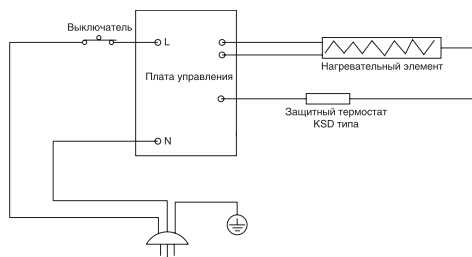 Выключатель
L
Плата управления
Нагревательный элемент
Защитный термостат
KSD типа
N